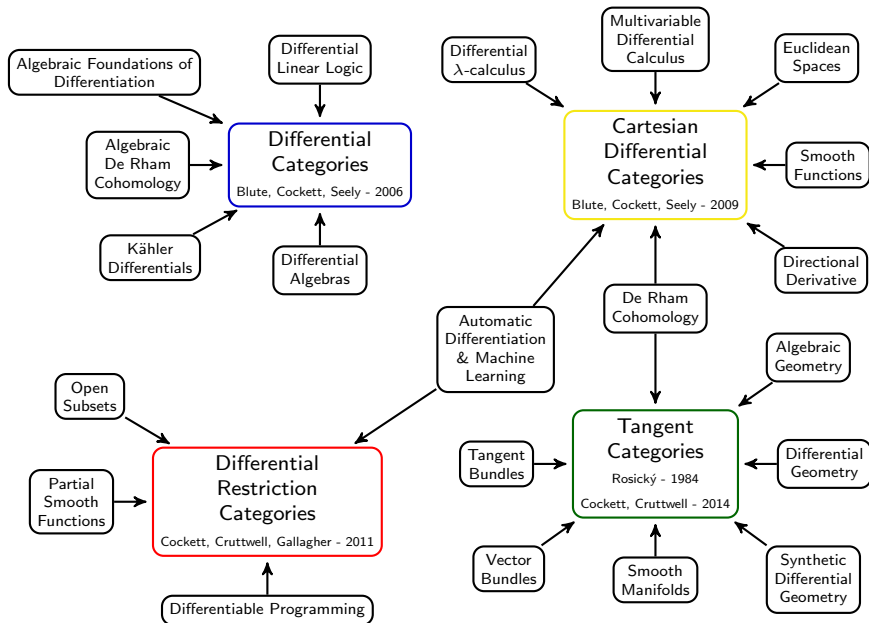 Algebraic Foundations of
Differentiation
Differential
Linear Logic
Algebraic
De Rham
Cohomology
Differential
Categories
Blute, Cockett, Seely - 2006
Kähler
Differentials
Differential
Algebras
Differential
λ-calculus
Multivariable
Differential
Calculus
Euclidean
Spaces
Cartesian
Differential
Categories
Blute, Cockett, Seely - 2009
Smooth
Functions
Directional
Derivative
De Rham
Cohomology
Automatic
Differentiation
& Machine
Learning
Open
Subsets
Partial
Smooth
Functions
Differential
Restriction
Categories
Cockett, Cruttwell, Gallagher - 2011
Differentiable Programming
Algebraic
Geometry
Tangent
Bundles
Tangent
Categories
Rosický - 1984
Cockett, Cruttwell - 2014
Differential
Geometry
Vector
Bundles
Smooth
Manifolds
Synthetic
Differential
Geometry